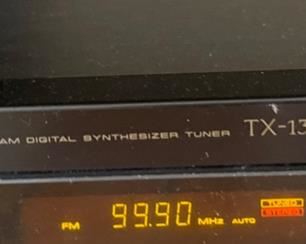 AM DIGITAL SYNTHESIZER TUNER TX-13
FM 99.90 MHz AUTO
TUNED
STEREO